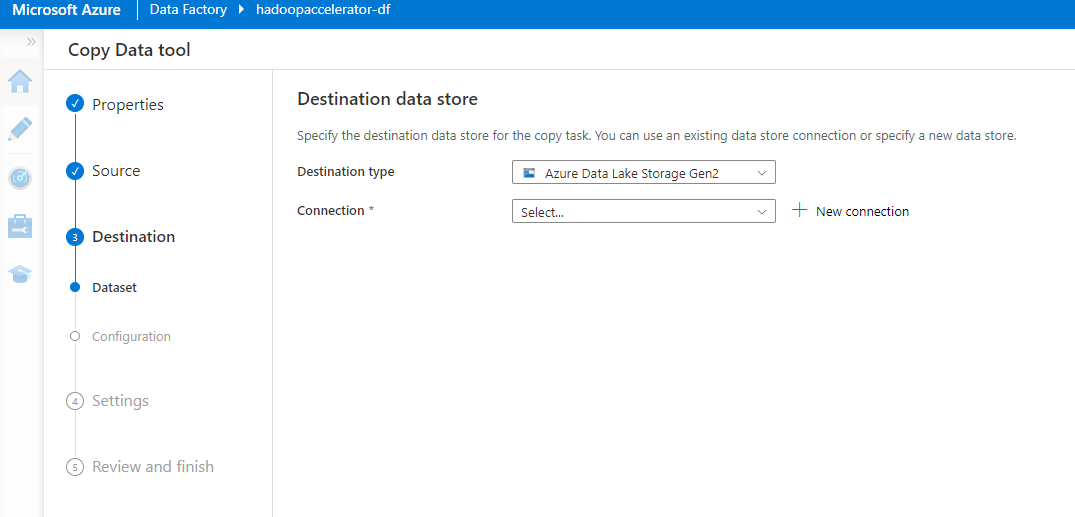 Microsoft Azure Data Factory hadoopaccelerator-df
Copy Data tool
Properties
Source
3 Destination
Dataset
Configuration
4 Settings
5 Review and finish
Destination data store
Specify the destination data store for the copy task. You can use an existing data store connection or specify a new data store.
Destination type Azure Data Lake Storage Gen2
Connection * Select... New connection